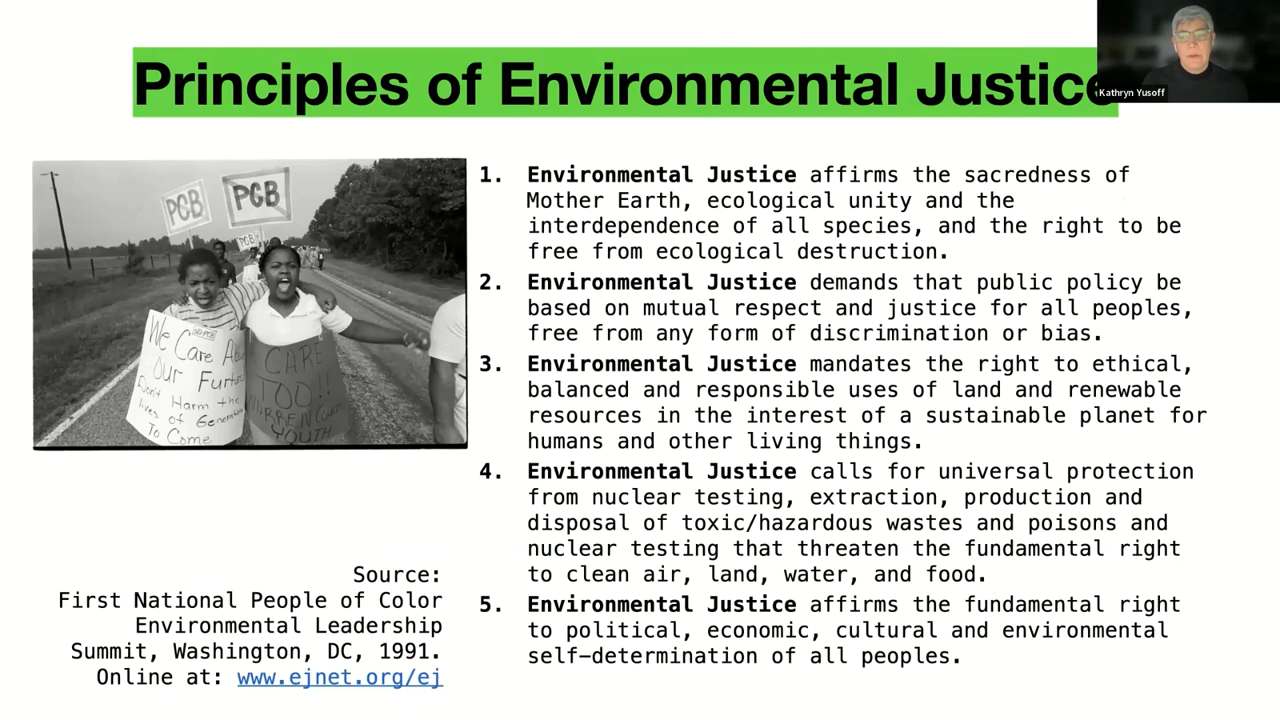 Principles of Environmental Justice
Kathryn Yusoff
PCB
PCB
PCB
We Care
Our
Don't Harm the
lives of
To Come
CARE
TOO!!
WARREN
YOUTH
1. Environmental Justice affirms the sacredness of
Mother Earth, ecological unity and the
interdependence of all species, and the right to be
free from ecological destruction.
2. Environmental Justice demands that public policy be
based on mutual respect and justice for all peoples,
free from any form of discrimination or bias.
3. Environmental Justice mandates the right to ethical,
balanced and responsible uses of land and renewable
resources in the interest of a sustainable planet for
humans and other living things.
4. Environmental Justice calls for universal protection
from nuclear testing, extraction, production and
disposal of toxic/hazardous wastes and poisons and
nuclear testing that threaten the fundamental right
to clean air, land, water, and food.
5. Environmental Justice affirms the fundamental right
to political, economic, cultural and environmental
self-determination of all peoples.
Source:
First National People of Color
Environmental Leadership
Summit, Washington, DC, 1991.
Online at: www.ejnet.org/ej